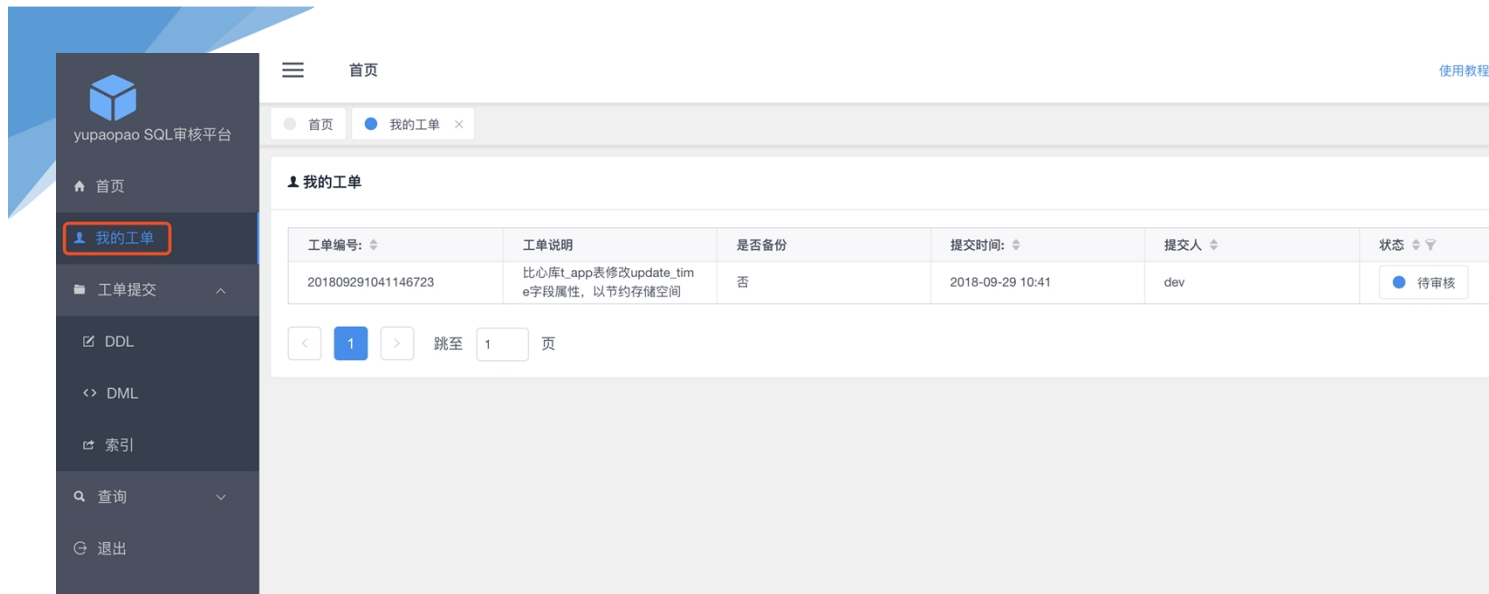 首页
使用教程
yupaopao SQL审核平台
首页
我的工单
首页
我的工单
工单提交
DDL
DML
索引
查询
退出
我的工单
工单编号: 工单说明 是否备份 提交时间: 提交人 状态
201809291041146723 比心库t_app表修改update_tim 否 2018-09-29 10:41 dev 待审核
e字段属性，以节约存储空间
1 跳至 1 页